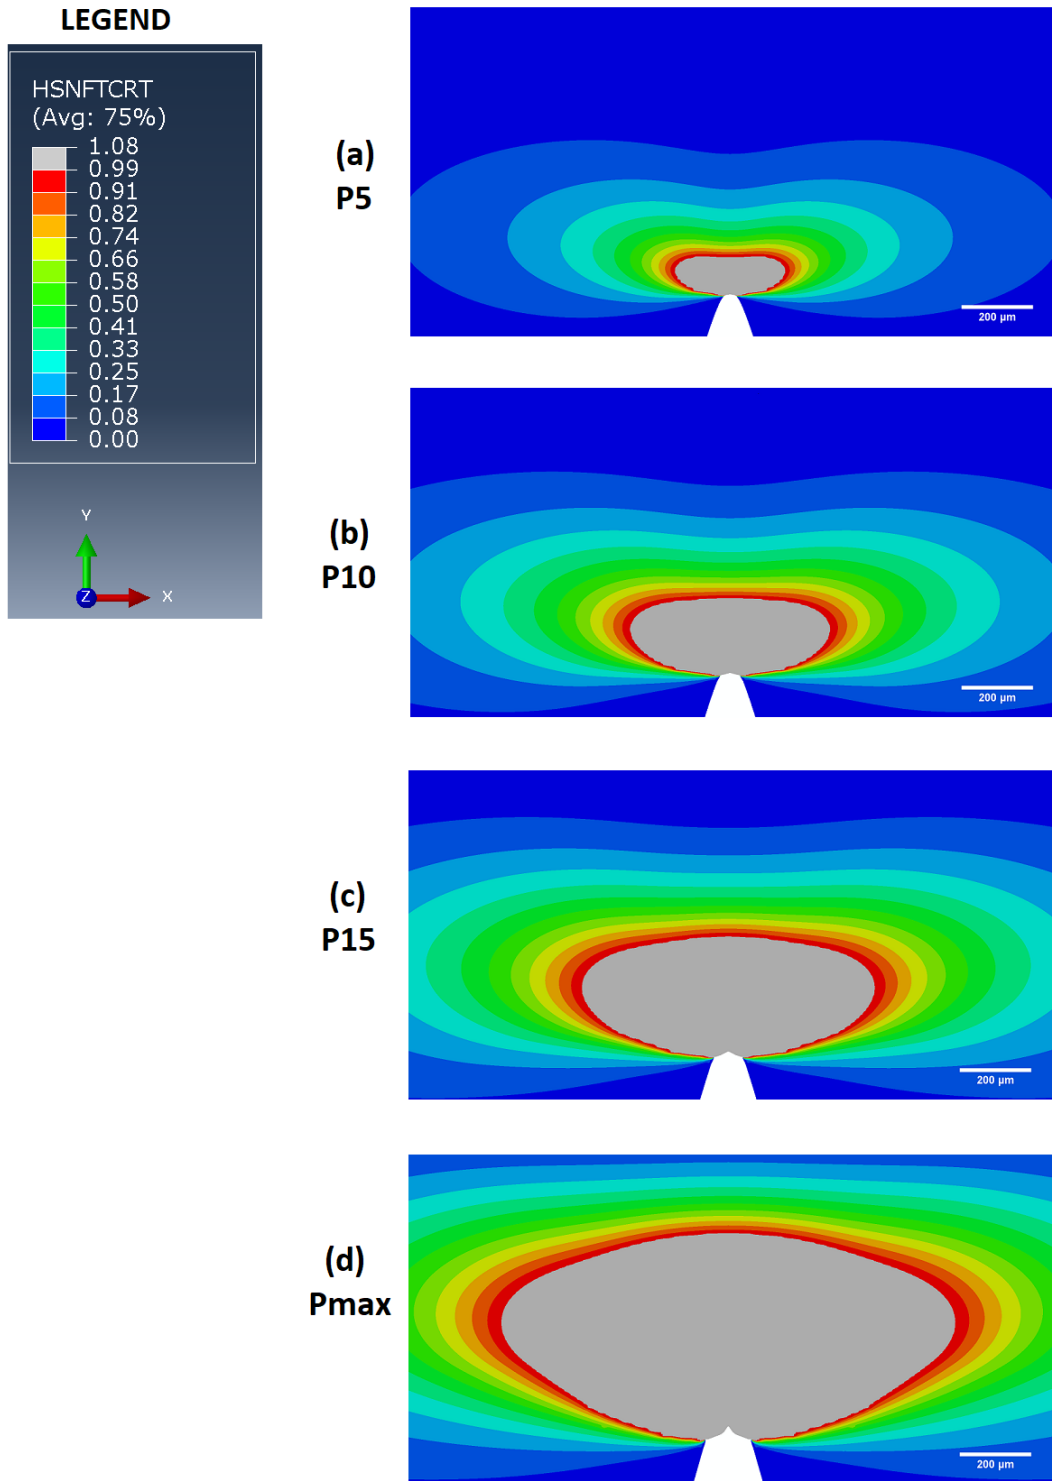 LEGEND
HSNFTCRT
(Avg: 75%)
1.08
0.99
0.91
0.82
0.74
0.66
0.58
0.50
0.41
0.33
0.25
0.17
0.08
0.00
Y
Z
X
(a)
P5
200 µm
(b)
P10
200 µm
(c)
P15
200 µm
(d)
Pmax
200 µm